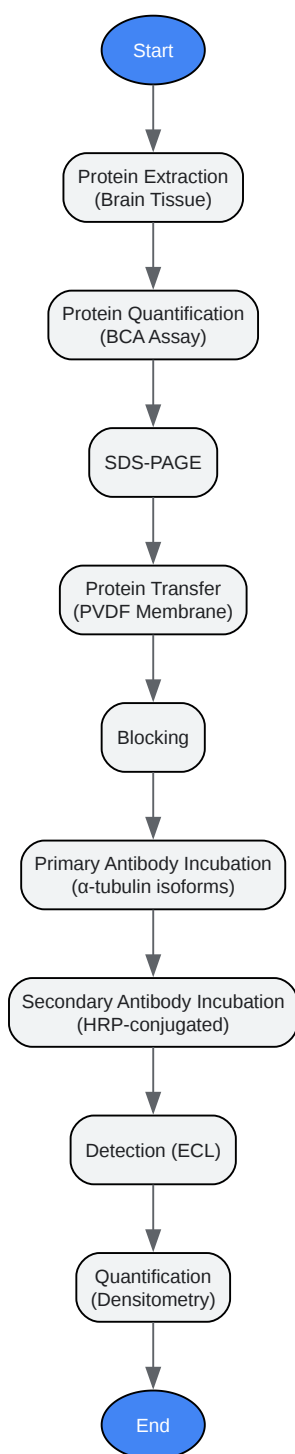 Start
Protein Extraction
(Brain Tissue)
Protein Quantification
(BCA Assay)
SDS-PAGE
Protein Transfer
(PVDF Membrane)
Blocking
Primary Antibody Incubation
(α-tubulin isoforms)
Secondary Antibody Incubation
(HRP-conjugated)
Detection (ECL)
Quantification
(Densitometry)
End